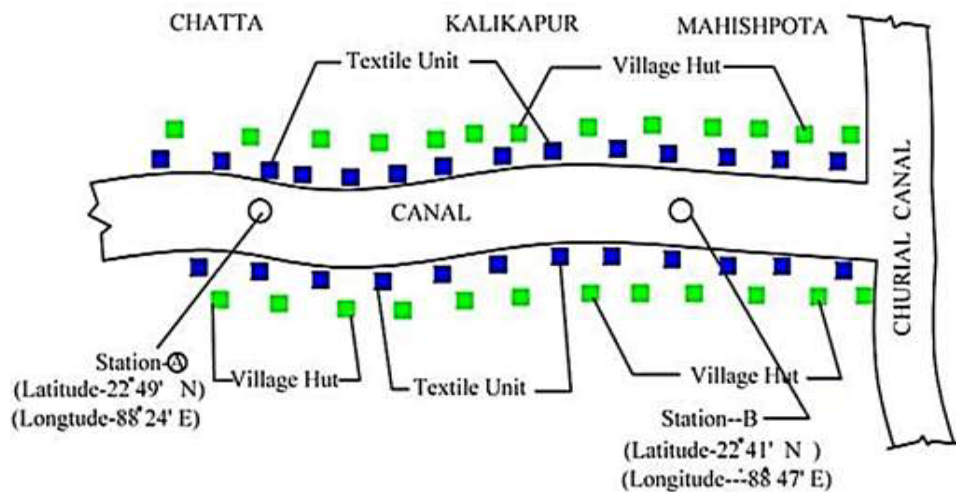 CHATTA
KALIKAPUR
MAHISHPOTA
Textile Unit
Village Hut
CANAL
CHURIAL CANAL
Station-A
(Latitude-22°49' N)
(Longtude-88°24' E)
Village Hut
Textile Unit
Village Hut
Station--B
(Latitude-22°41' N )
(Longitude--·-88°47' E)